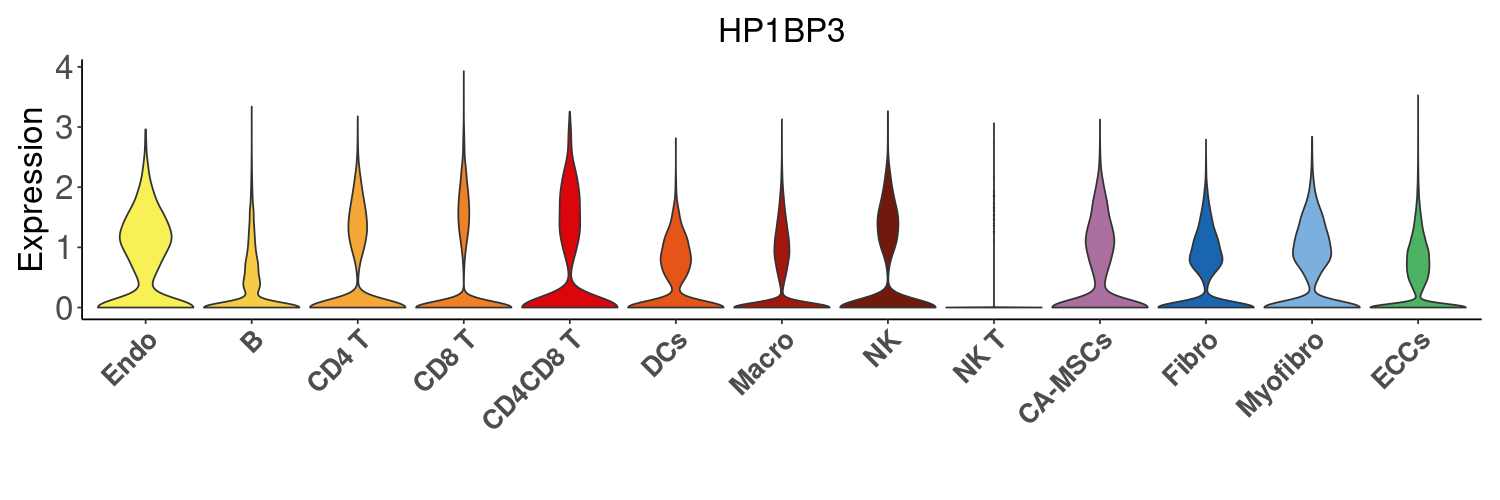 HP1BP3
Expression
4
3
2
1
0
Endo
B
CD4 T
CD8 T
CD4CD8 T
DCs
Macro
NK
NK T
CA-MSCs
Fibro
Myofibro
ECCs